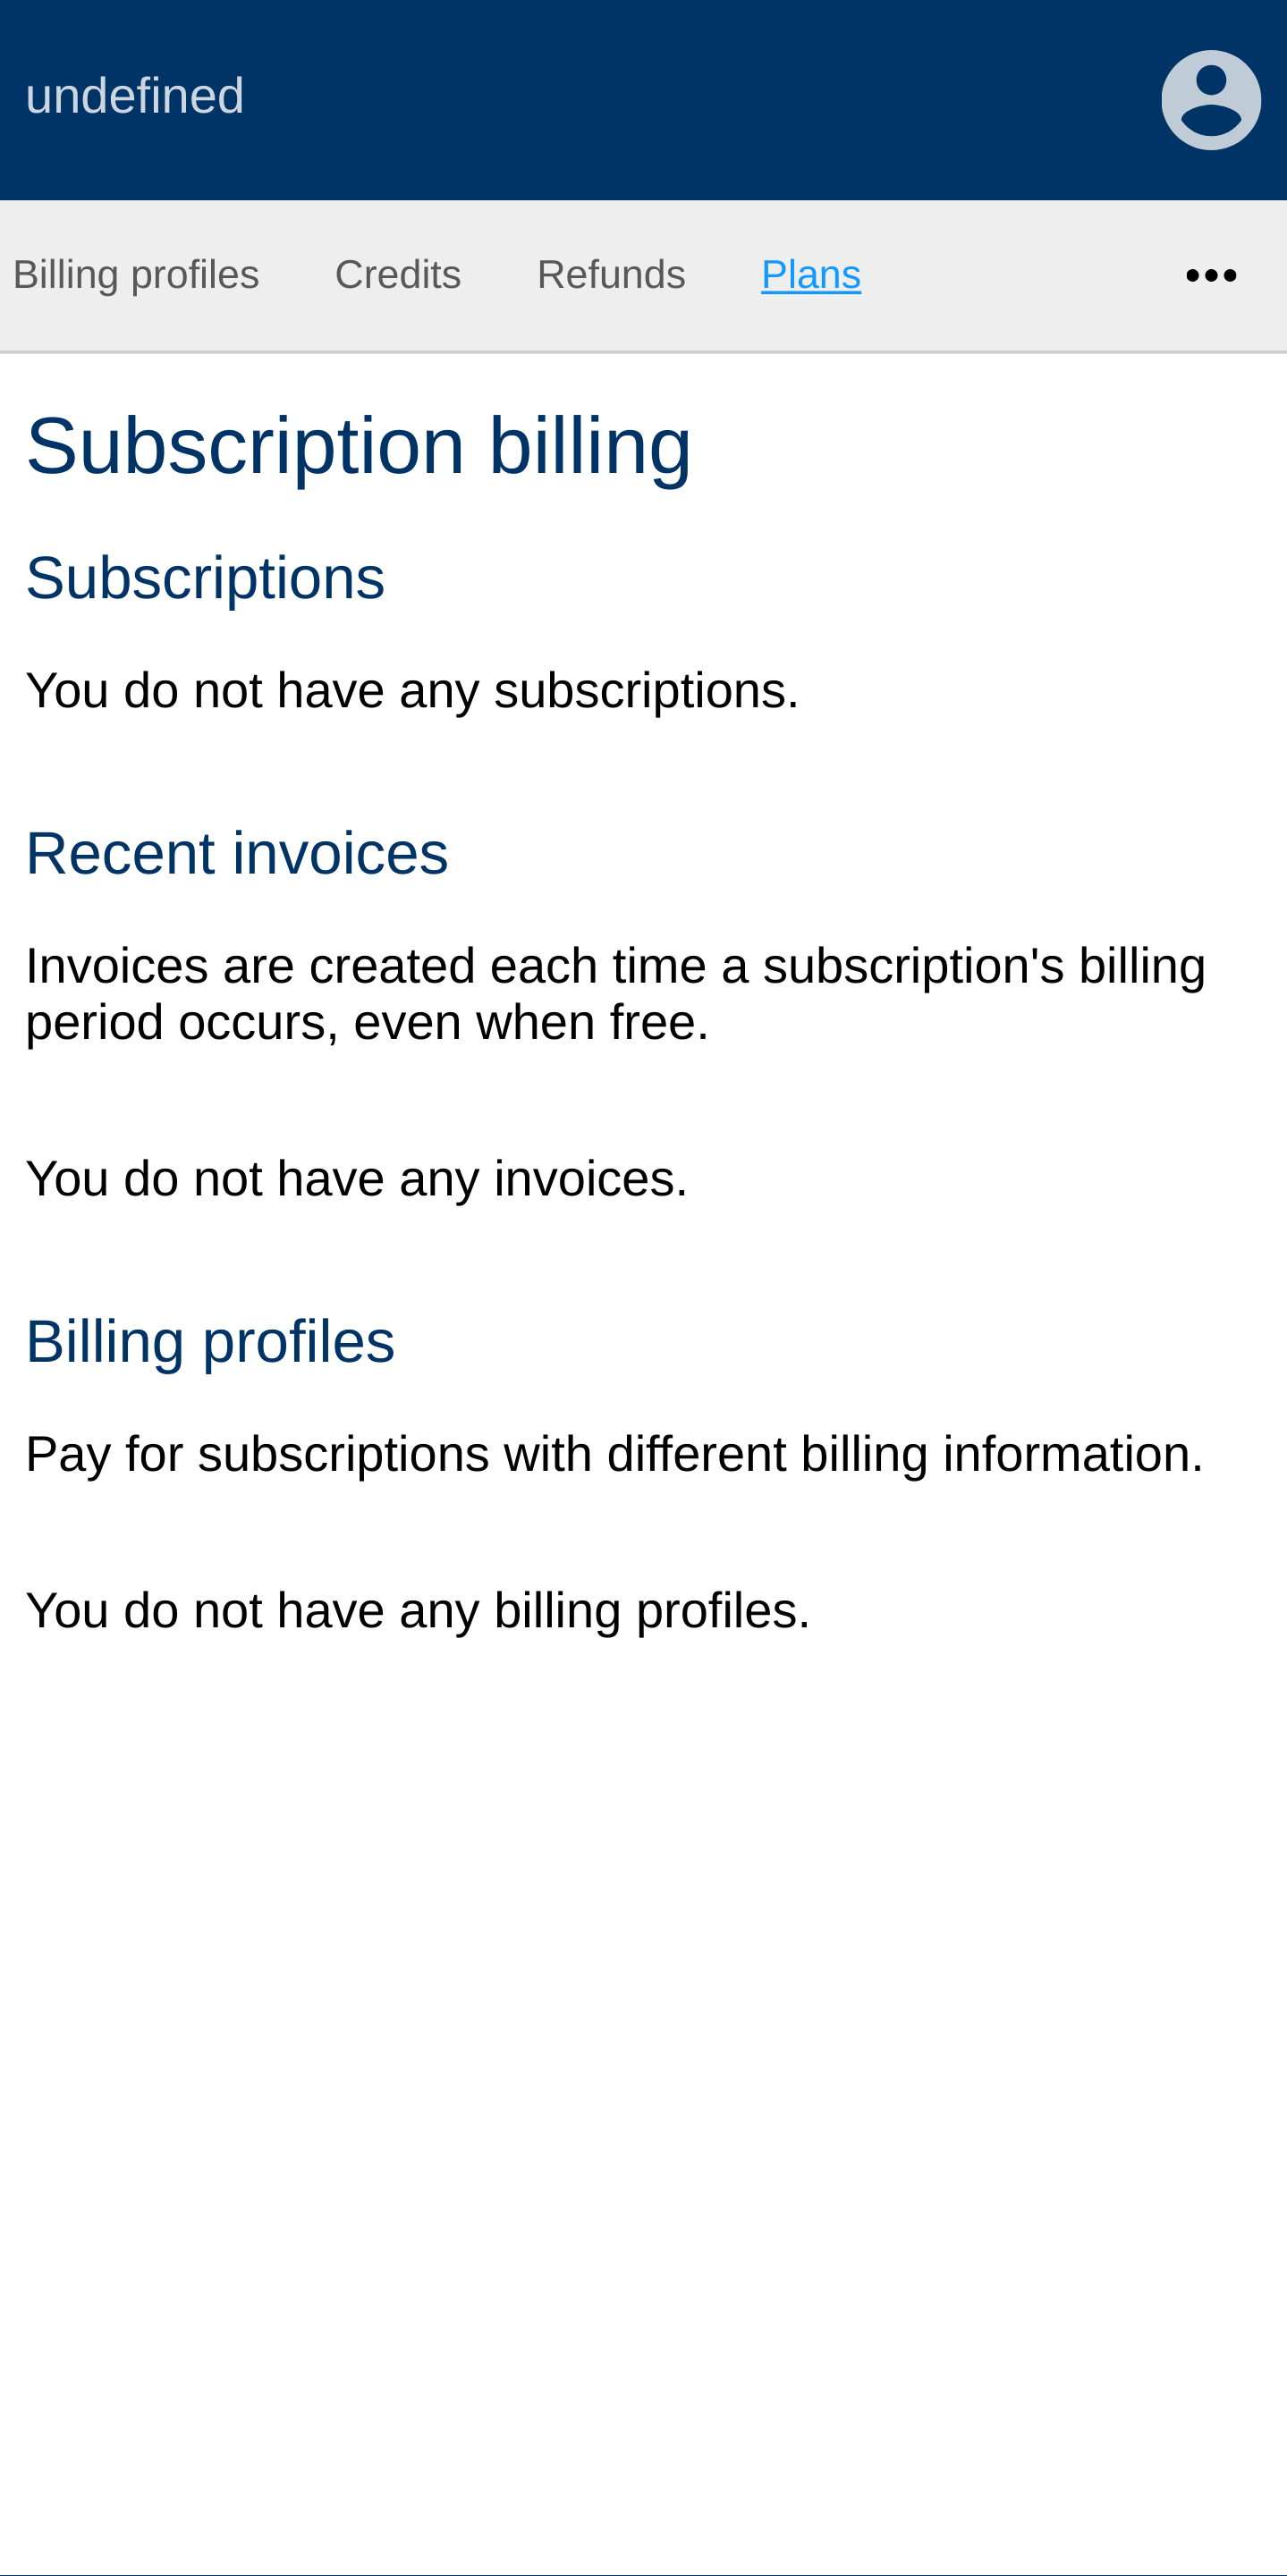 undefined
Billing profiles Credits Refunds Plans
Subscription billing
Subscriptions
You do not have any subscriptions.
Recent invoices
Invoices are created each time a subscription's billing
period occurs, even when free.
You do not have any invoices.
Billing profiles
Pay for subscriptions with different billing information.
You do not have any billing profiles.